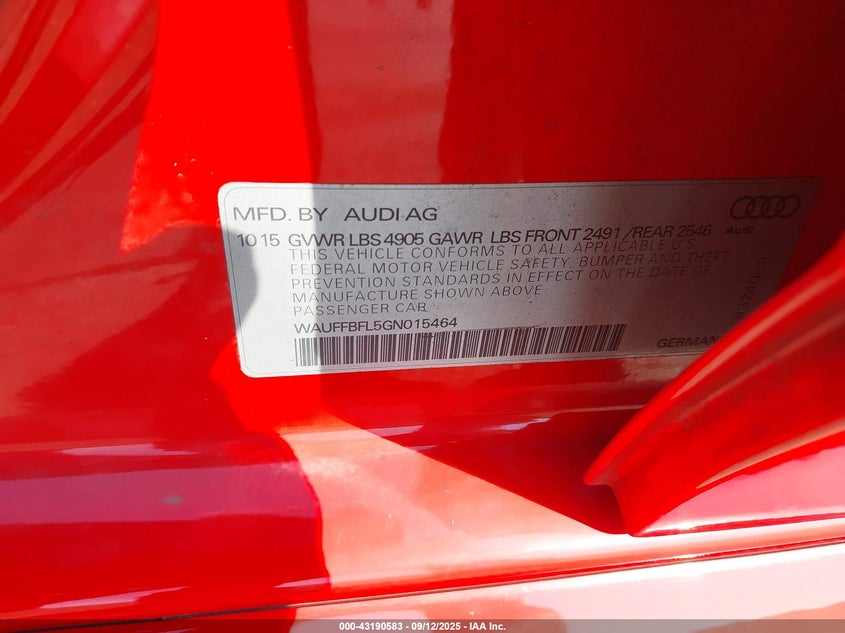 MFD. BY AUDI AG
10 15 GVWR LBS 4905 GAWR LBS FRONT 2491 /REAR 2546
Audi
THIS VEHICLE CONFORMS TO ALL APPLICABLE U.S.
FEDERAL MOTOR VEHICLE SAFETY, BUMPER AND THEFT
PREVENTION STANDARDS IN EFFECT ON THE DATE OF
MANUFACTURE SHOWN ABOVE
PASSENGER CAR
WAUFFBFL5GN015464
GERMAN
000-43190583 - 09/12/2025 - IAA Inc.